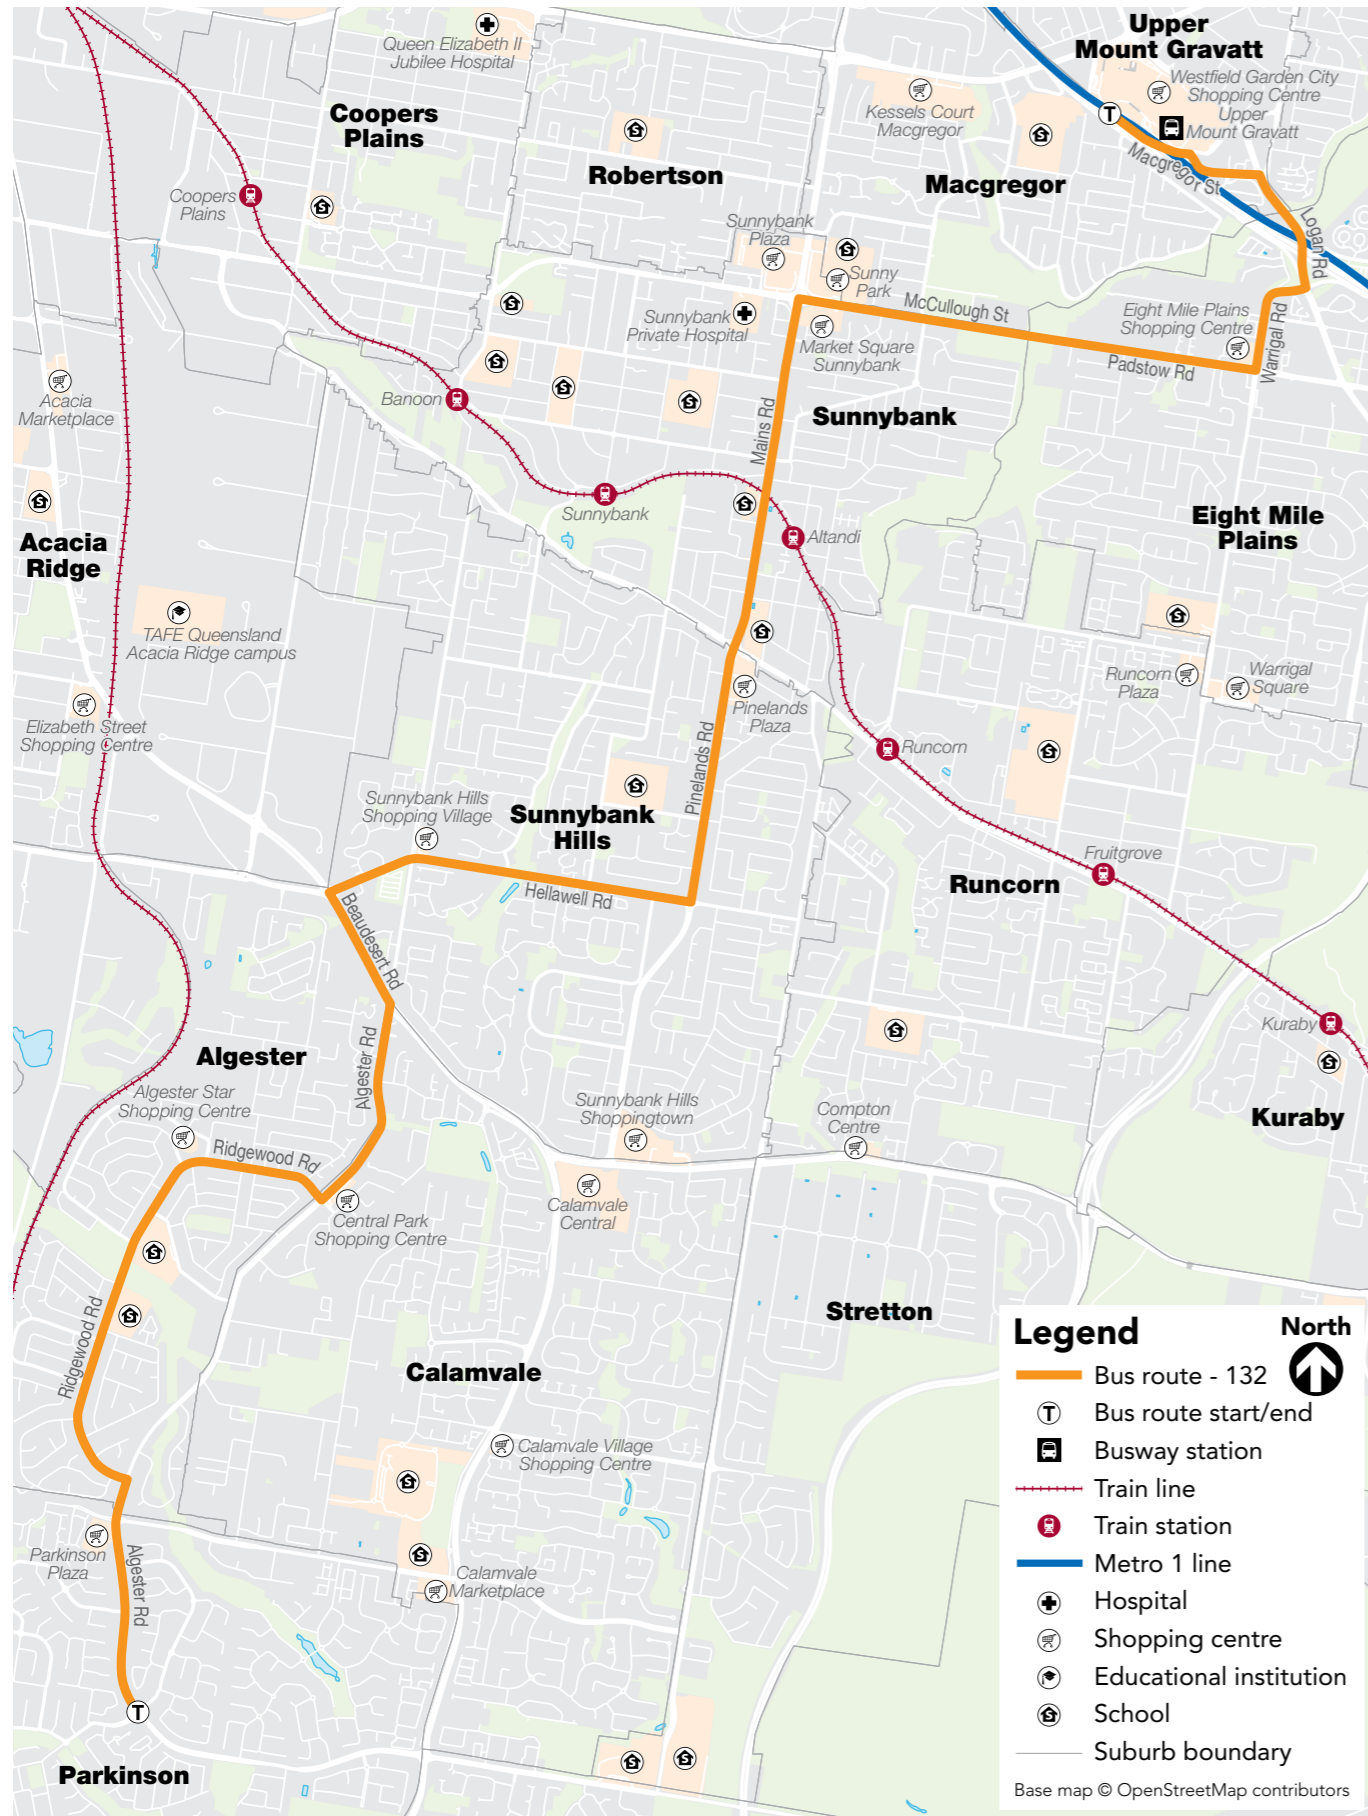 Upper
Mount Gravatt
Queen Elizabeth II
Jubilee Hospital
Westfield Garden City
Shopping Centre
Upper
Mount Gravatt
Coopers
Plains
Kessels Court
Macgregor
Robertson
Macgregor
Macgregor St
Coopers
Plains
Sunnybank
Plaza
Logan Rd
Sunny
Park
McCullough St
Eight Mile Plains
Shopping Centre
Warrigal Rd
Sunnybank
Private Hospital
Market Square
Sunnybank
Padstow Rd
Acacia
Marketplace
Banoon
Mains Rd
Sunnybank
Sunnybank
Altandi
Eight Mile
Plains
Acacia
Ridge
TAFE Queensland
Acacia Ridge campus
Runcorn
Plaza
Warrigal
Square
Elizabeth Street
Shopping Centre
Pinelands
Plaza
Pinelands Rd
Runcorn
Sunnybank Hills
Shopping Village
Sunnybank
Hills
Fruitgrove
Runcorn
Hellawell Rd
Beaudesert Rd
Kuraby
Algester
Algester Rd
Algester Star
Shopping Centre
Sunnybank Hills
Shoppingtown
Compton
Centre
Kuraby
Ridgewood Rd
Central Park
Shopping Centre
Calamvale
Central
Stretton
Ridgewood Rd
Calamvale
Calamvale Village
Shopping Centre
Parkinson
Plaza
Algester Rd
Calamvale
Marketplace
Parkinson
Legend
North
Bus route - 132
T Bus route start/end
Busway station
Train line
Train station
Metro 1 line
Hospital
Shopping centre
Educational institution
School
Suburb boundary
Base map © OpenStreetMap contributors